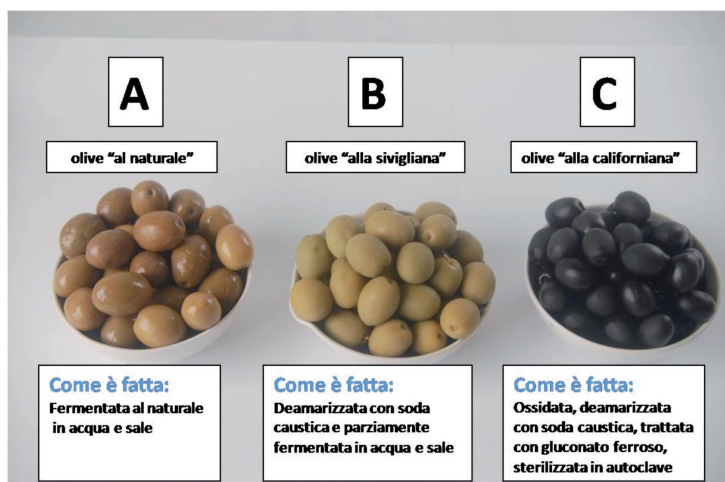 A
B
C
olive “al naturale”
olive “alla sivigliana”
olive “alla californiana”
Come è fatta:
Fermentata al naturale
in acqua e sale
Come è fatta:
Deamarizzata con soda
caustica e parziamente
fermentata in acqua e sale
Come è fatta:
Ossidata, deamarizzata
con soda caustica, trattata
con gluconato ferroso,
sterilizzata in autoclave